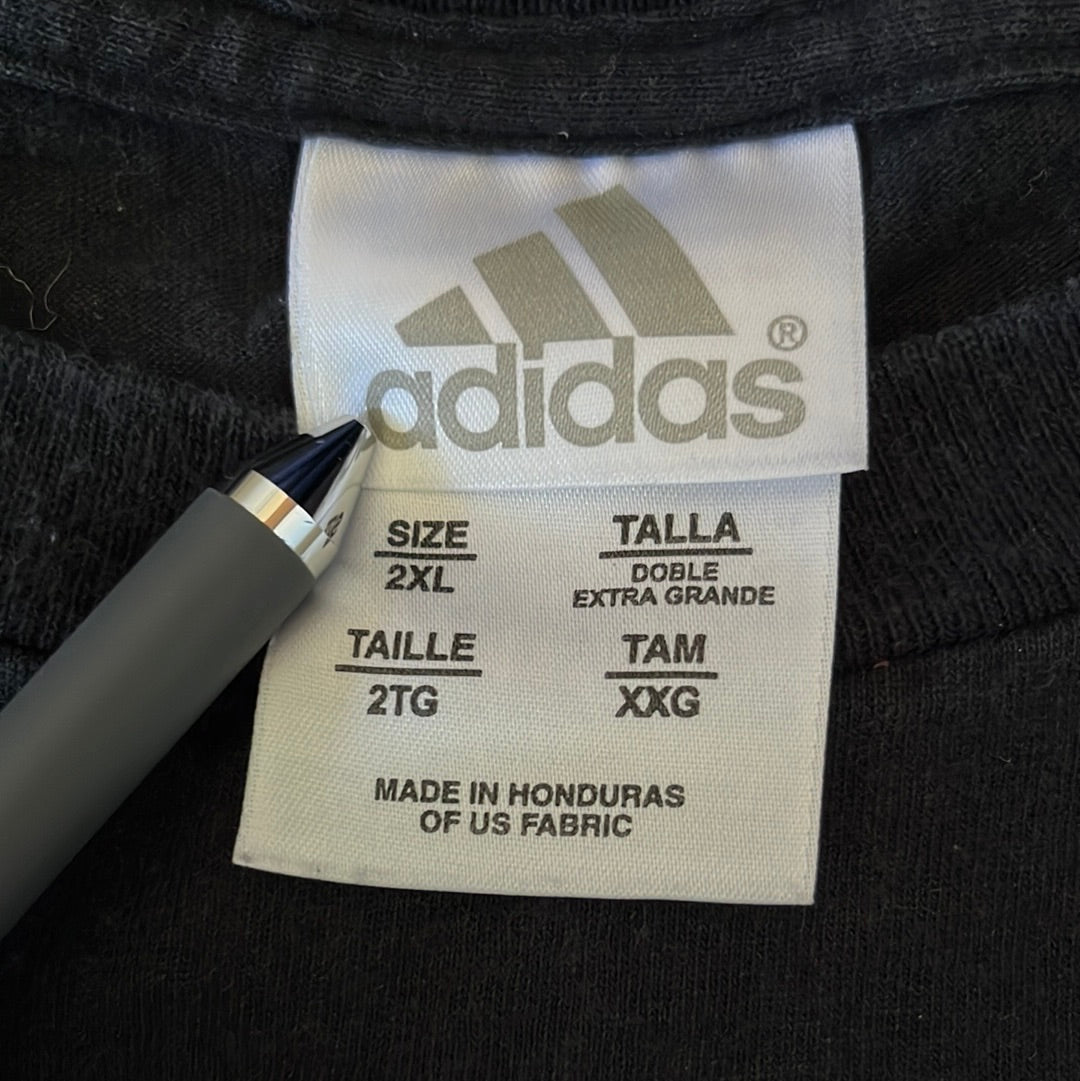 adidas®
SIZE
2XL
TALLA
DOBLE
EXTRA GRANDE
TAILLE
2TG
TAM
XXG
MADE IN HONDURAS
OF US FABRIC